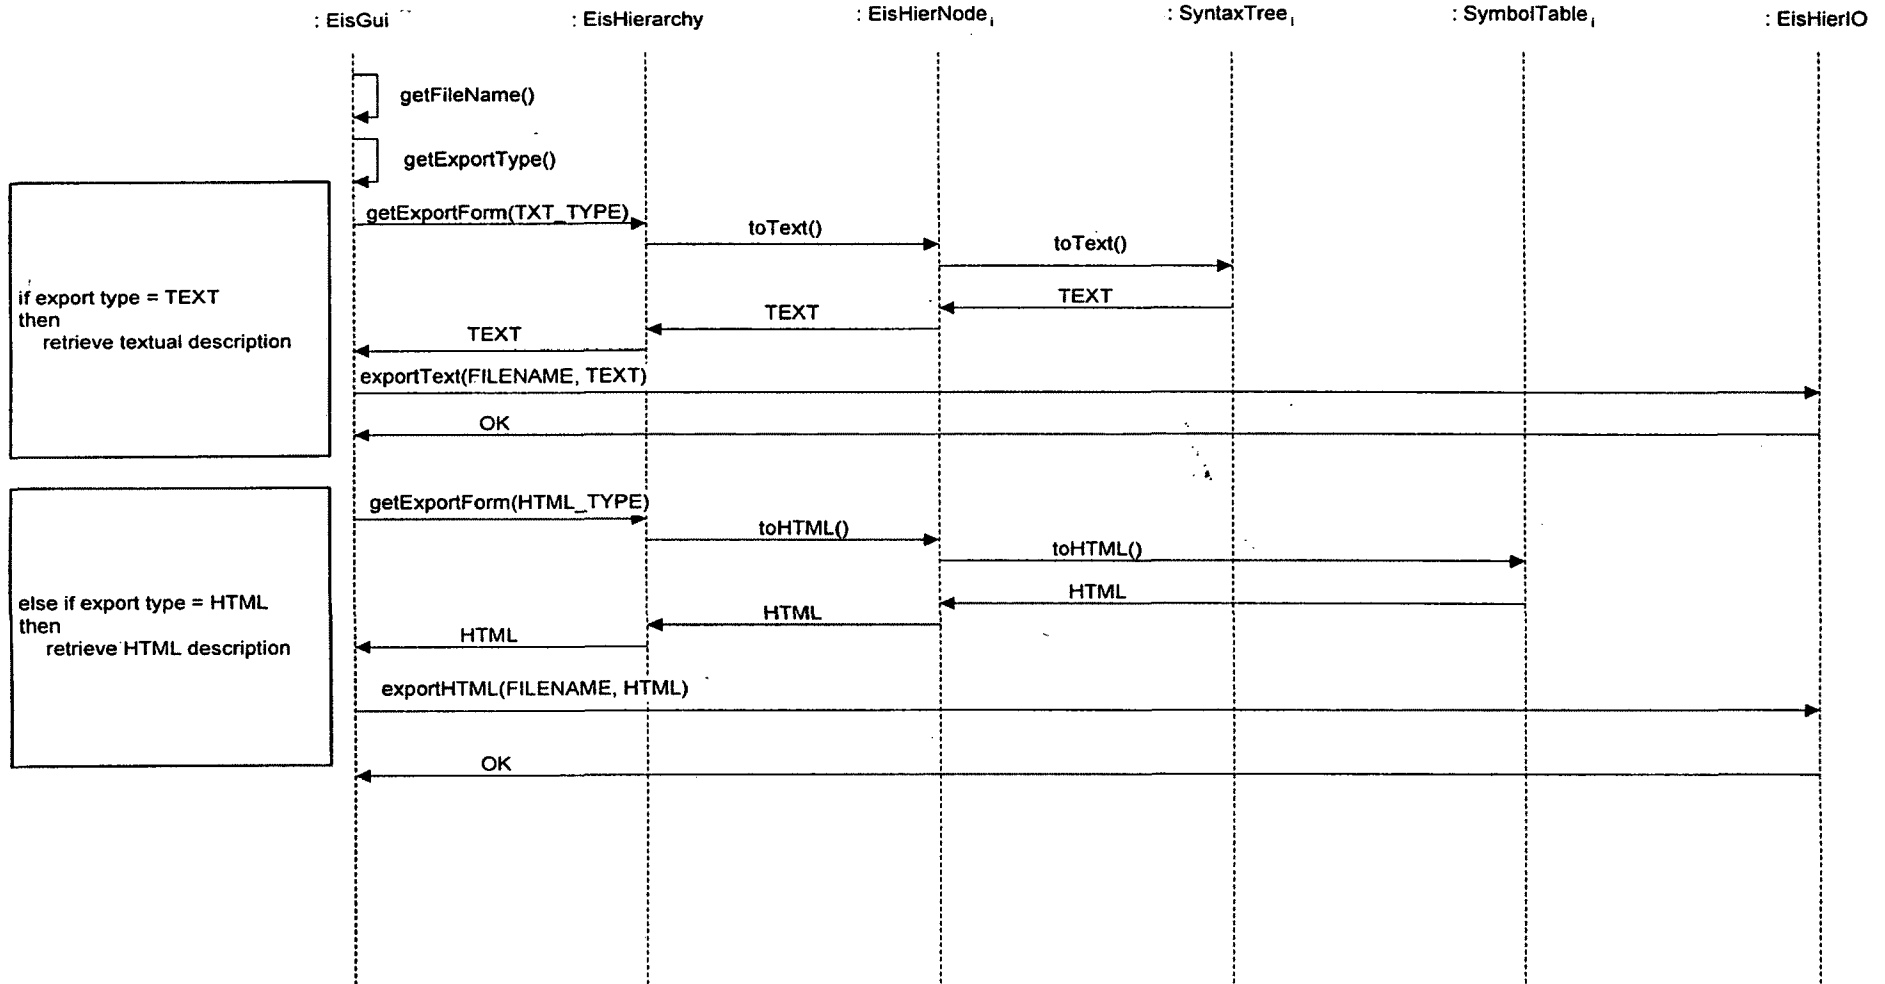 : EisGui
: EisHierarchy
: EisHierNode i
: SyntaxTree i
: SymbolTable i
: EisHierIO
getFileName()
getExportType()
getExportForm(TXT_TYPE)
toText()
toText()
if export type = TEXT
then
retrieve textual description
TEXT
TEXT
TEXT
exportText(FILENAME, TEXT)
OK
getExportForm(HTML_TYPE)
toHTML()
toHTML()
else if export type = HTML
then
retrieve HTML description
HTML
HTML
HTML
exportHTML(FILENAME, HTML)
OK